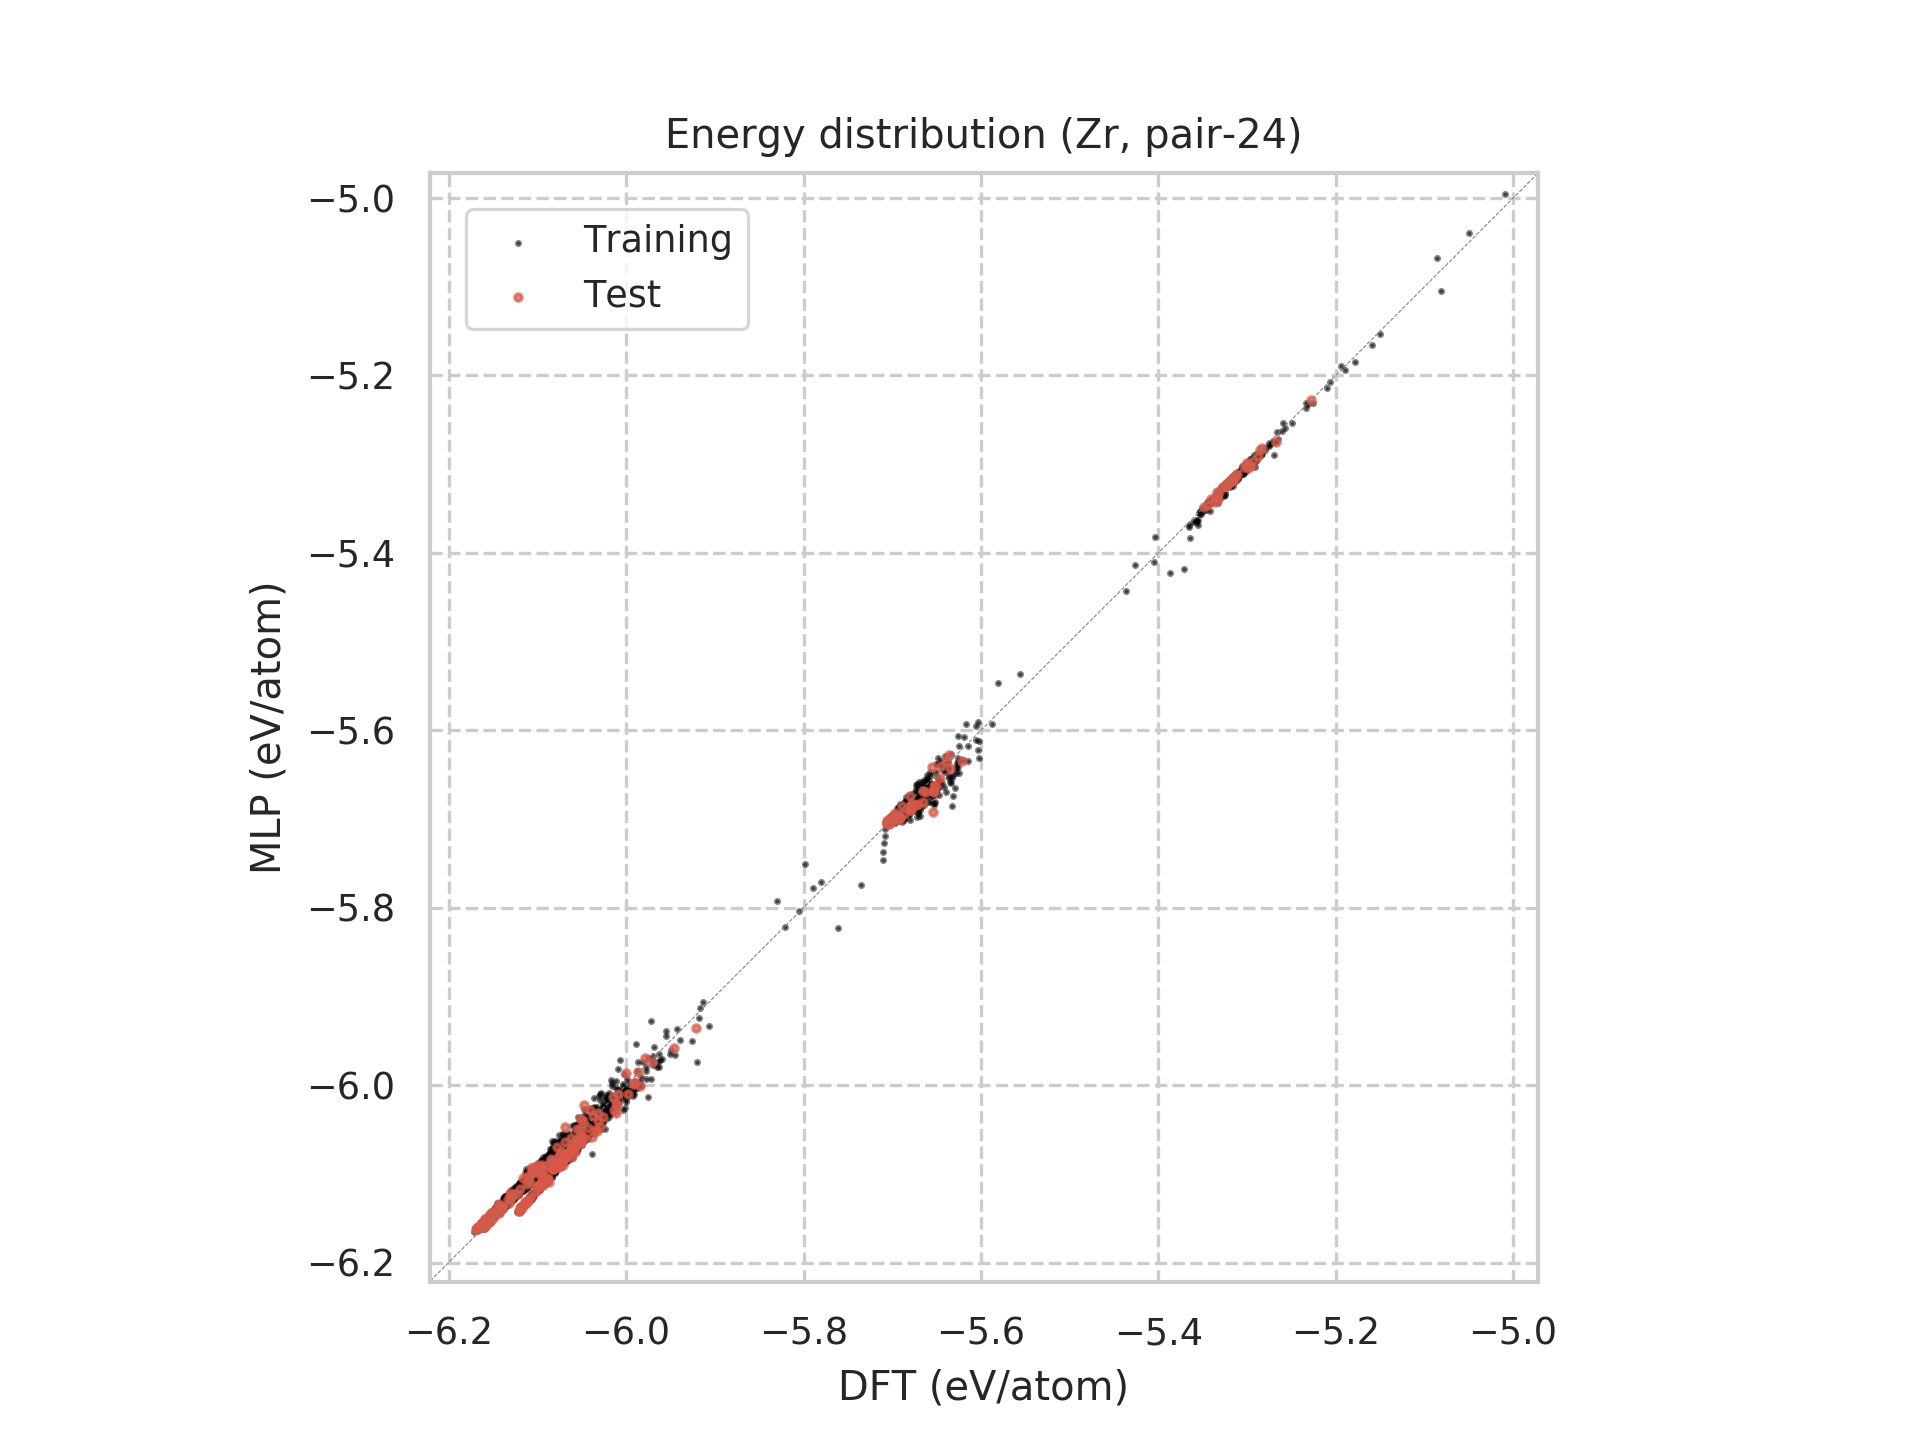 Energy distribution (Zr, pair-24)
Training
Test
−5.0
−5.2
−5.4
−5.6
−5.8
−6.0
−6.2
MLP (eV/atom)
−6.2 −6.0 −5.8 −5.6 −5.4 −5.2 −5.0
DFT (eV/atom)